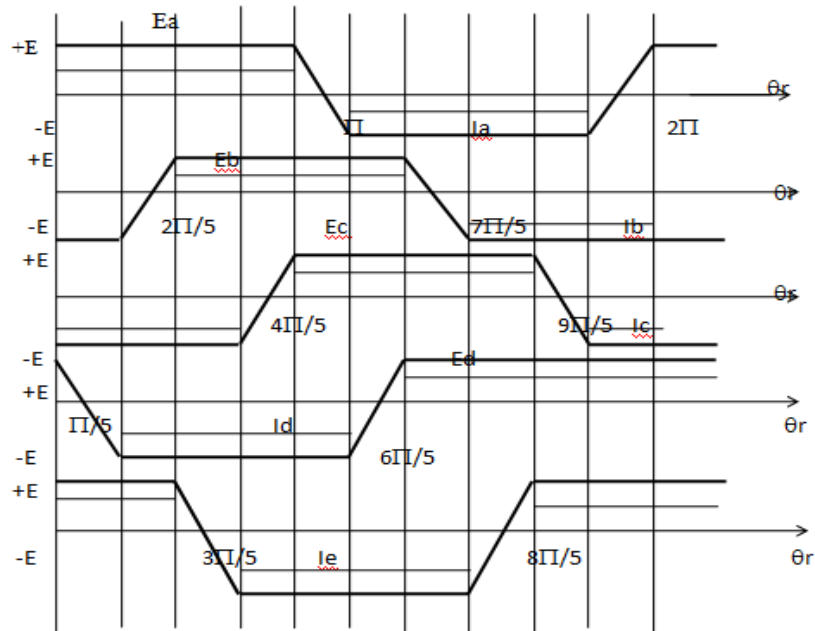 Ea
+E
θr
-E Π Ia 2Π
+E Eb
θr
-E 2Π/5 Ec 7Π/5 Ib
+E
θr
4Π/5 9Π/5 Ic
-E Ed
+E
Π/5 Id θr
-E 6Π/5
+E
-E 3Π/5 Ie 8Π/5 θr